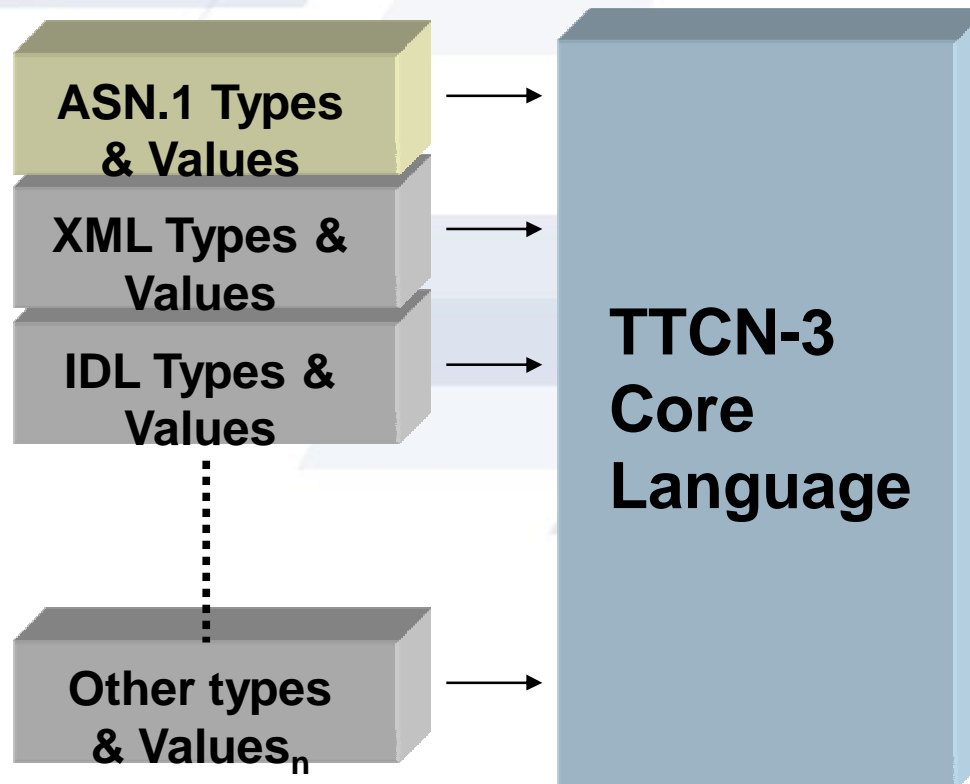 ASN.1 Types
& Values
XML Types &
Values
IDL Types &
Values
Other types
& Valuesn
TTCN-3
Core
Language